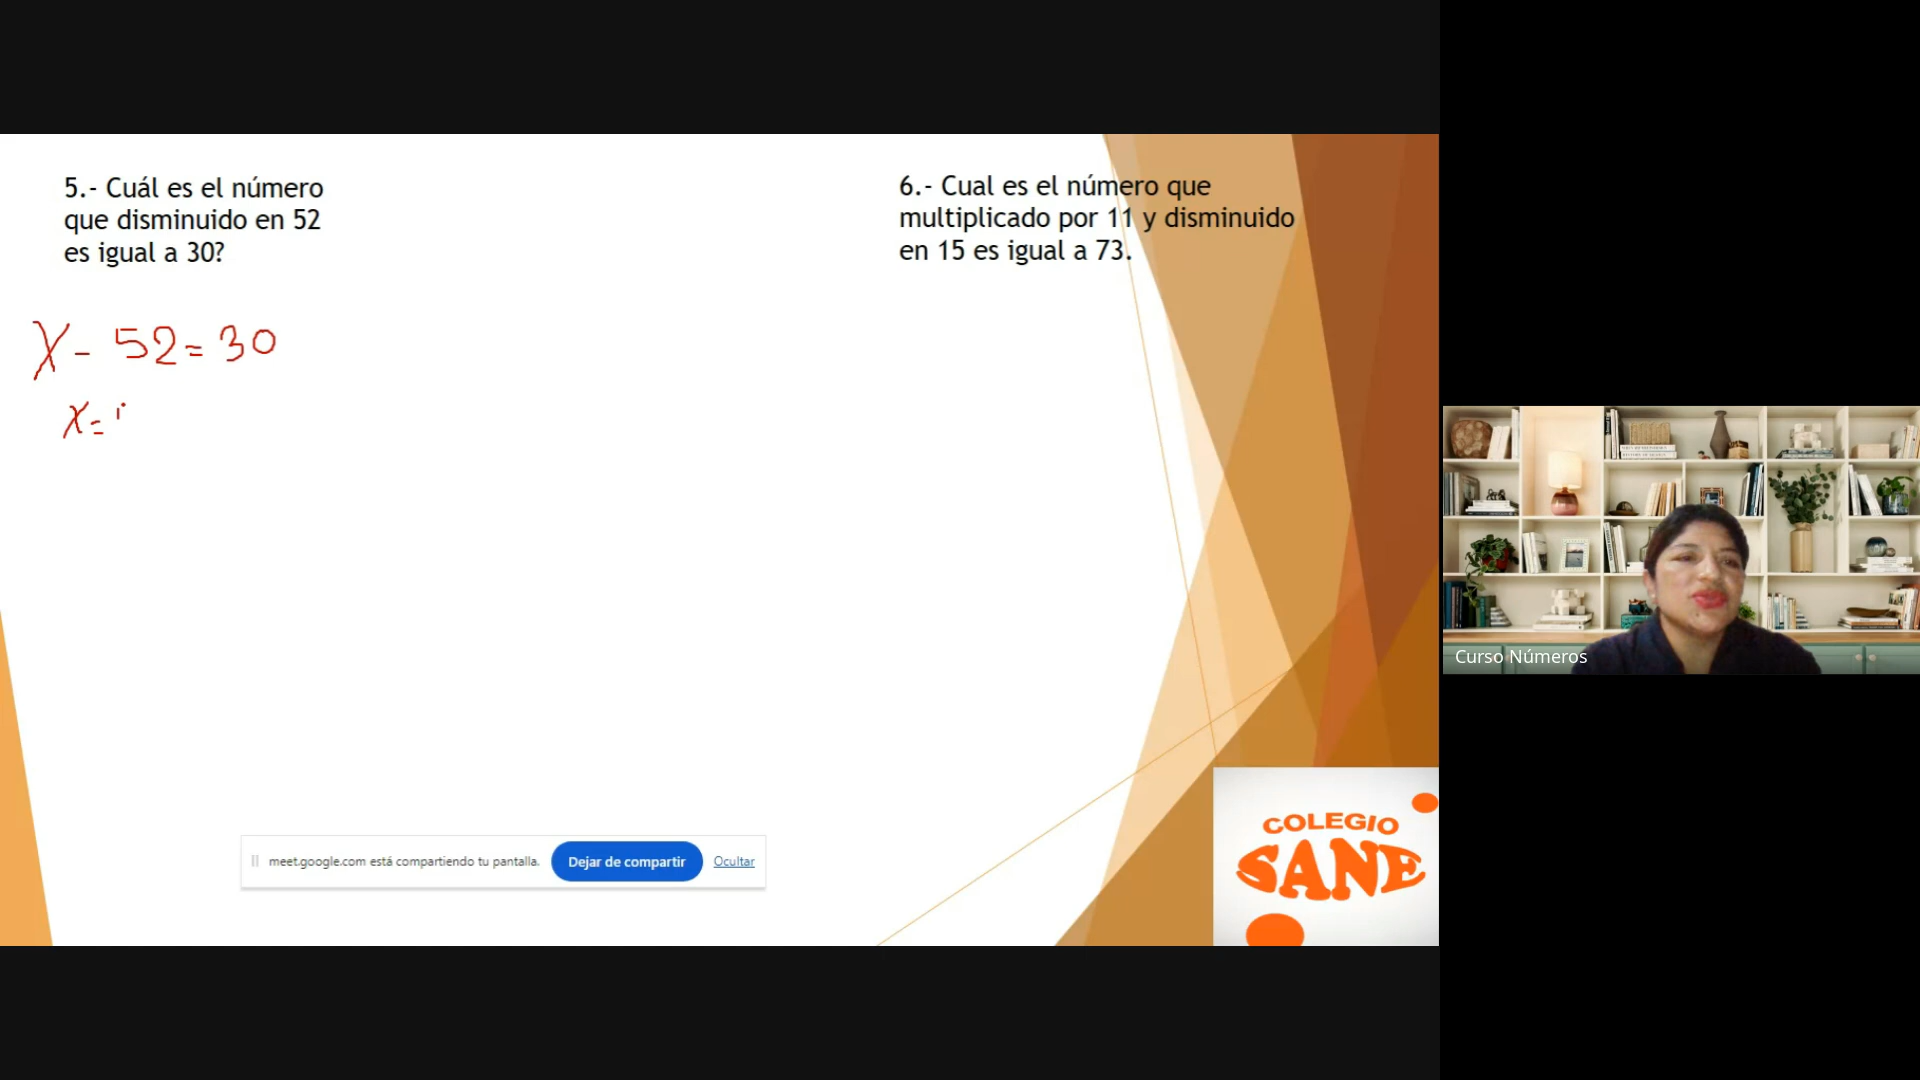 5.- Cuál es el número
que disminuido en 52
es igual a 30?
X - 52 = 30
x =
6.- Cual es el número que
multiplicado por 11 y disminuido
en 15 es igual a 73.
meet.google.com está compartiendo tu pantalla.
Dejar de compartir
Ocultar
COLEGIO
SANE
Curso Números